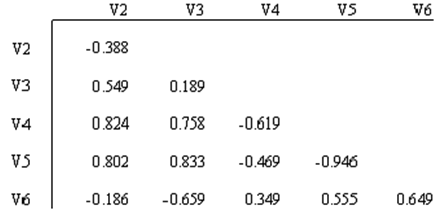 V2 V3 V4 V5 V6
V2 -0.388
V3 0.549 0.189
V4 0.824 0.758 -0.619
V5 0.802 0.833 -0.469 -0.946
V6 -0.186 -0.659 0.349 0.555 0.649